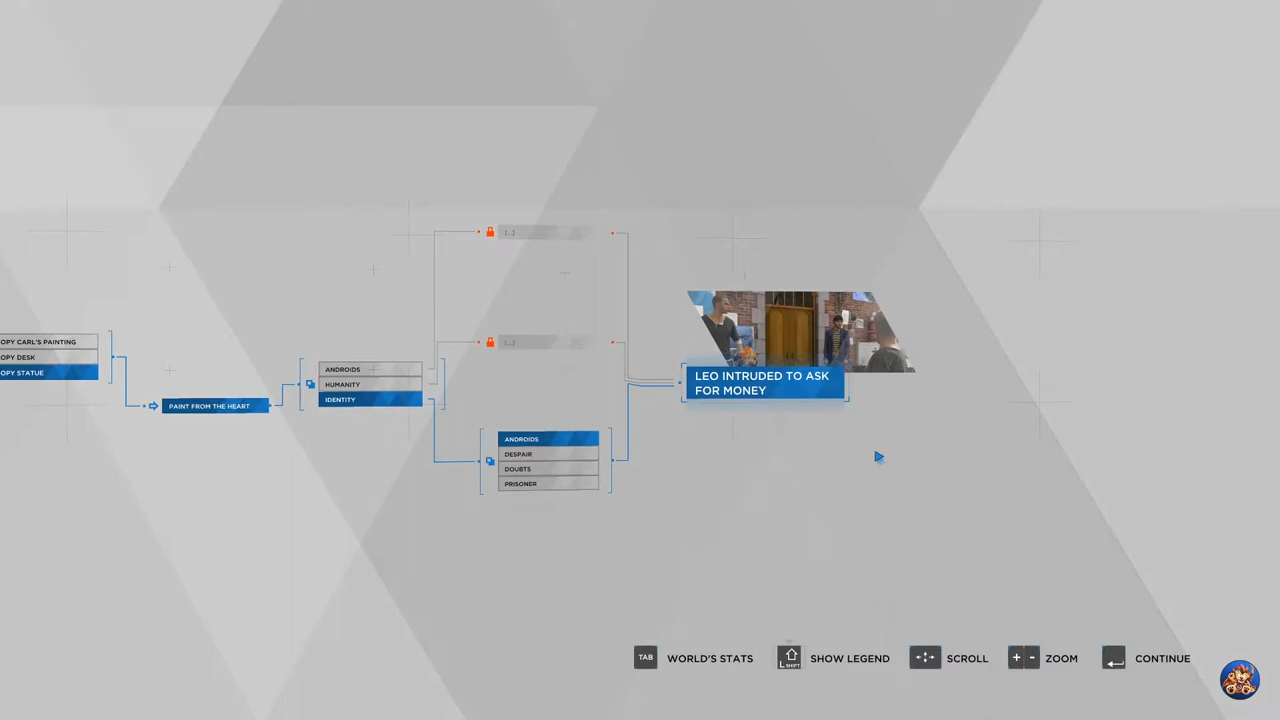 [...]
[...]
OPY CARL'S PAINTING
OPY DESK
OPY STATUE
PAINT FROM THE HEART
ANDROIDS
HUMANITY
IDENTITY
ANDROIDS
DESPAIR
DOUBTS
PRISONER
LEO INTRUDED TO ASK
FOR MONEY
TAB WORLD'S STATS
L SHIFT SHOW LEGEND
SCROLL
+ - ZOOM
CONTINUE